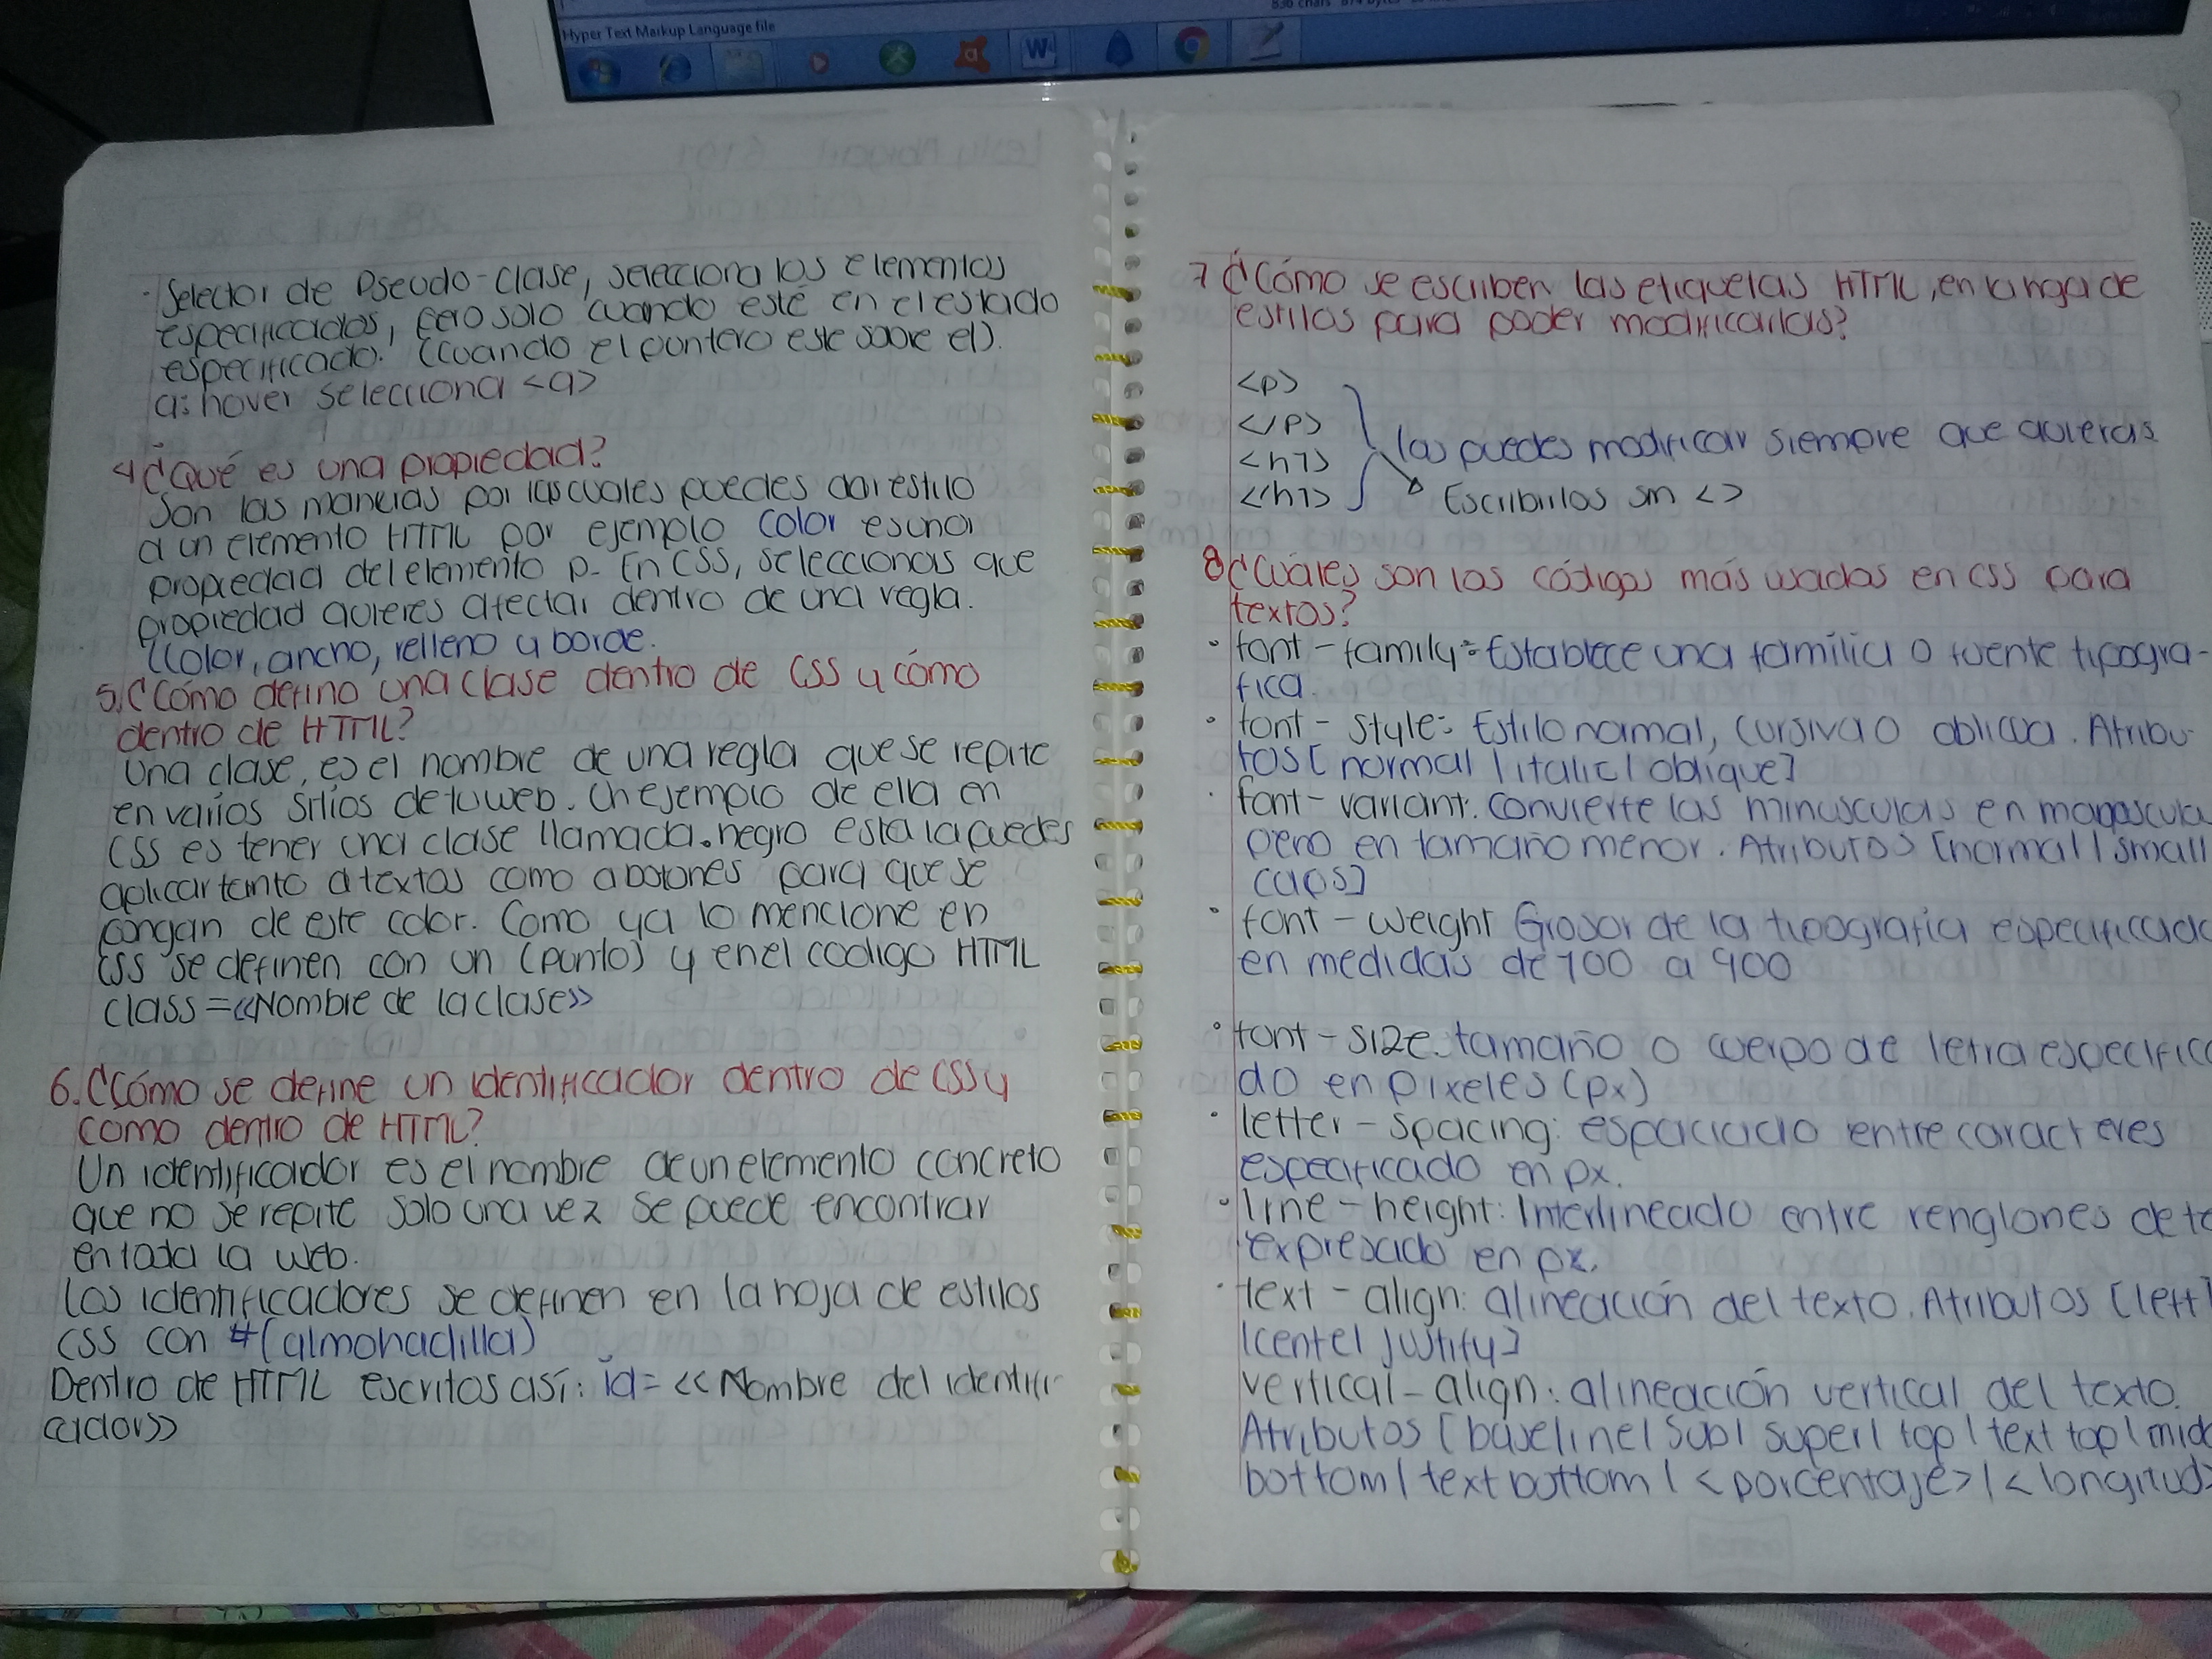 Hyper Text Markup Language file
· Selector de Pseudo-clase, selecciona los elementos
especificados, pero solo cuando esté en el estado
especificado. (Cuando el puntero este sobre el).
a:hover selecciona <a>
4 ¿Qué es una propiedad?
Son las maneras por las cuales puedes dar estilo
a un elemento HTML por ejemplo color es una
propiedad del elemento p. En CSS, seleccionas que
propiedad quieres afectar dentro de una regla.
(Color, ancho, relleno y borde.
5. ¿Cómo defino una clase dentro de CSS y cómo
dentro de HTML?
Una clase, es el nombre de una regla que se repite
en varios sitios de tu web. Un ejemplo de ella en
CSS es tener una clase llamada .negro esta la puedes
aplicar tanto a textos como a botones para que se
pongan de este color. Como ya lo mencione en
CSS se definen con un (punto) y en el codigo HTML
class=<<Nombre de la clase>>
6. ¿Cómo se define un identificador dentro de CSS y
como dentro de HTML?
Un identificador es el nombre de un elemento concreto
que no se repite solo una vez se puede encontrar
en toda la web.
Los identificadores se definen en la hoja de estilos
CSS con #(almohadilla)
Dentro de HTML escritos así: id= <<Nombre del identifi
cador>>
7 ¿Cómo se escriben las etiquetas HTML, en la hoja de
estilos para poder modificarlas?
<p>
</p>
<h1>
</h1>
las puedes modificar siempre que quieras
Escribirlos sin < >
8 ¿Cuáles son los códigos más usados en CSS para
textos?
· font-family: Establece una familia o fuente tipogra-
fica.
· font-style: Estilo normal, cursiva o oblicua. Atribu-
tos [normal | italic | oblique]
· font-variant. Convierte las minusculas en mayuscula
pero en tamaño menor. Atributos [normal | small
caps]
· font-weight Grosor de la tipografia especificada
en medidas de 100 a 900
· font-size. tamaño o cuerpo de letra especifica
do en pixeles (px)
· letter-spacing: espaciado entre caracteres
especificado en px.
· line-height: Interlineado entre renglones de te
expresado en px.
· text-align: alineación del texto. Atributos [left |
| center | justify]
vertical-align: alineación vertical del texto.
Atributos [baseline | sub | super | top | text top | mid
bottom | text bottom | <porcentaje> | <longitud>